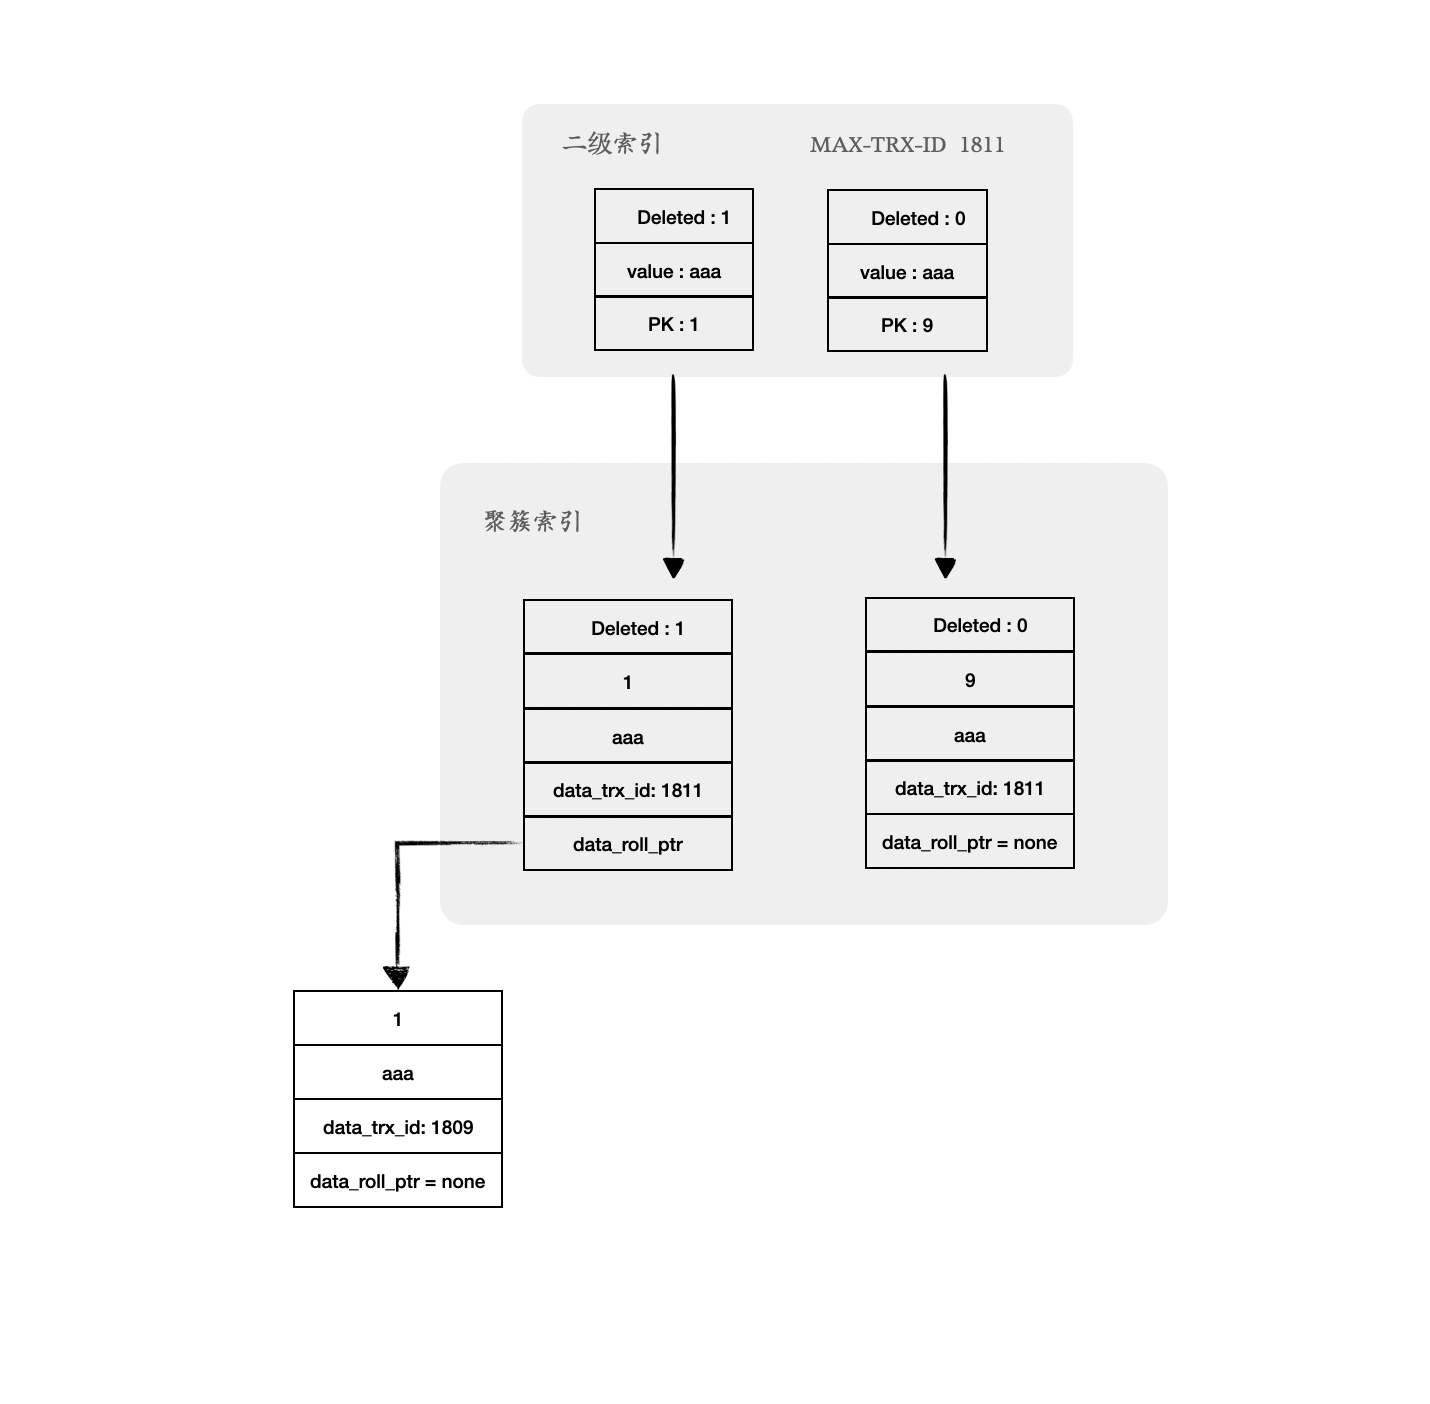 二级索引
MAX-TRX-ID 1811
Deleted : 1
value : aaa
PK : 1
Deleted : 0
value : aaa
PK : 9
聚簇索引
Deleted : 1
1
aaa
data_trx_id: 1811
data_roll_ptr
Deleted : 0
9
aaa
data_trx_id: 1811
data_roll_ptr = none
1
aaa
data_trx_id: 1809
data_roll_ptr = none